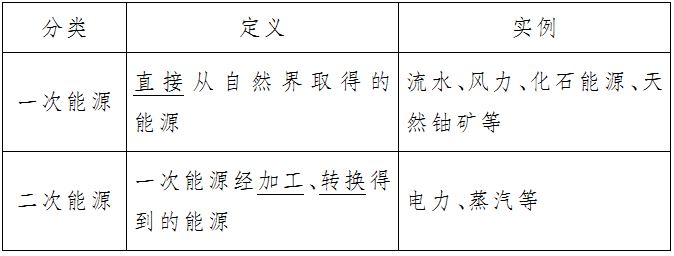 分类 定义 实例
一次能源 直接从自然界取得的能源 流水、风力、化石能源、天然铀矿等
二次能源 一次能源经加工、转换得到的能源 电力、蒸汽等